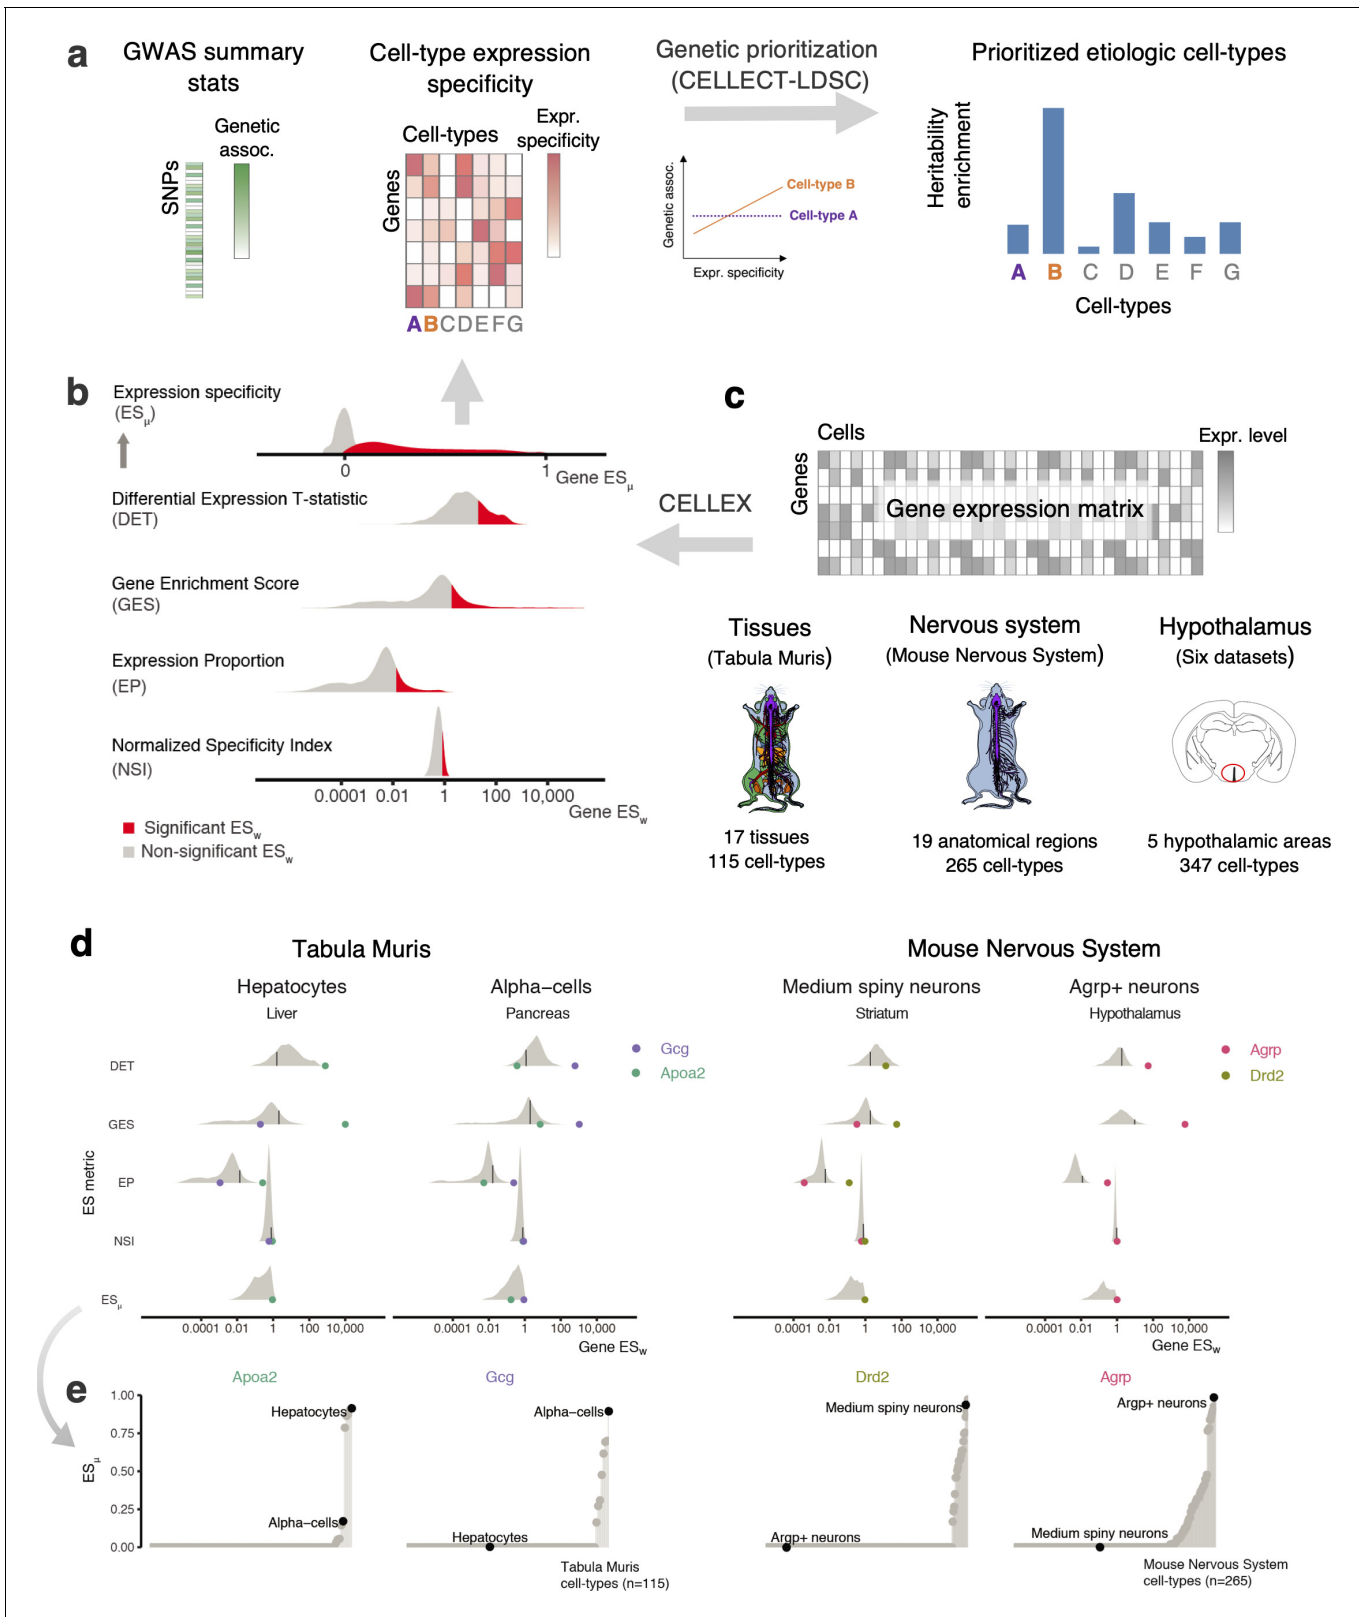 a
GWAS summary
stats
Genetic
assoc.
SNPs
Cell-type expression
specificity
Cell-types
Expr.
specificity
Genes
A B C D E F G
Genetic prioritization
(CELLECT-LDSC)
Genetic assoc.
Cell-type B
Cell-type A
Expr. specificity
Prioritized etiologic cell-types
Heritability
enrichment
A B C D E F G
Cell-types
b
Expression specificity
(ESμ)
0 1
Gene ESμ
Differential Expression T-statistic
(DET)
Gene Enrichment Score
(GES)
Expression Proportion
(EP)
Normalized Specificity Index
(NSI)
0.0001 0.01 1 100 10,000
Gene ESw
Significant ESw
Non-significant ESw
CELLEX
c
Cells
Genes
Gene expression matrix
Expr. level
Tissues
(Tabula Muris)
17 tissues
115 cell-types
Nervous system
(Mouse Nervous System)
19 anatomical regions
265 cell-types
Hypothalamus
(Six datasets)
5 hypothalamic areas
347 cell-types
d
Tabula Muris
Mouse Nervous System
Hepatocytes
Liver
Alpha−cells
Pancreas
Gcg
Apoa2
Medium spiny neurons
Striatum
Agrp+ neurons
Hypothalamus
Agrp
Drd2
ES metric
DET
GES
EP
NSI
ESμ
0.0001 0.01 1 100 10,000
0.0001 0.01 1 100 10,000
Gene ESw
0.0001 0.01 1 100 10,000
0.0001 0.01 1 100 10,000
Gene ESw
e
ESμ
1.00
0.75
0.50
0.25
0.00
Apoa2
Hepatocytes
Alpha−cells
Gcg
Alpha−cells
Hepatocytes
Tabula Muris
cell-types (n=115)
Drd2
Medium spiny neurons
Argp+ neurons
Agrp
Argp+ neurons
Medium spiny neurons
Mouse Nervous System
cell-types (n=265)